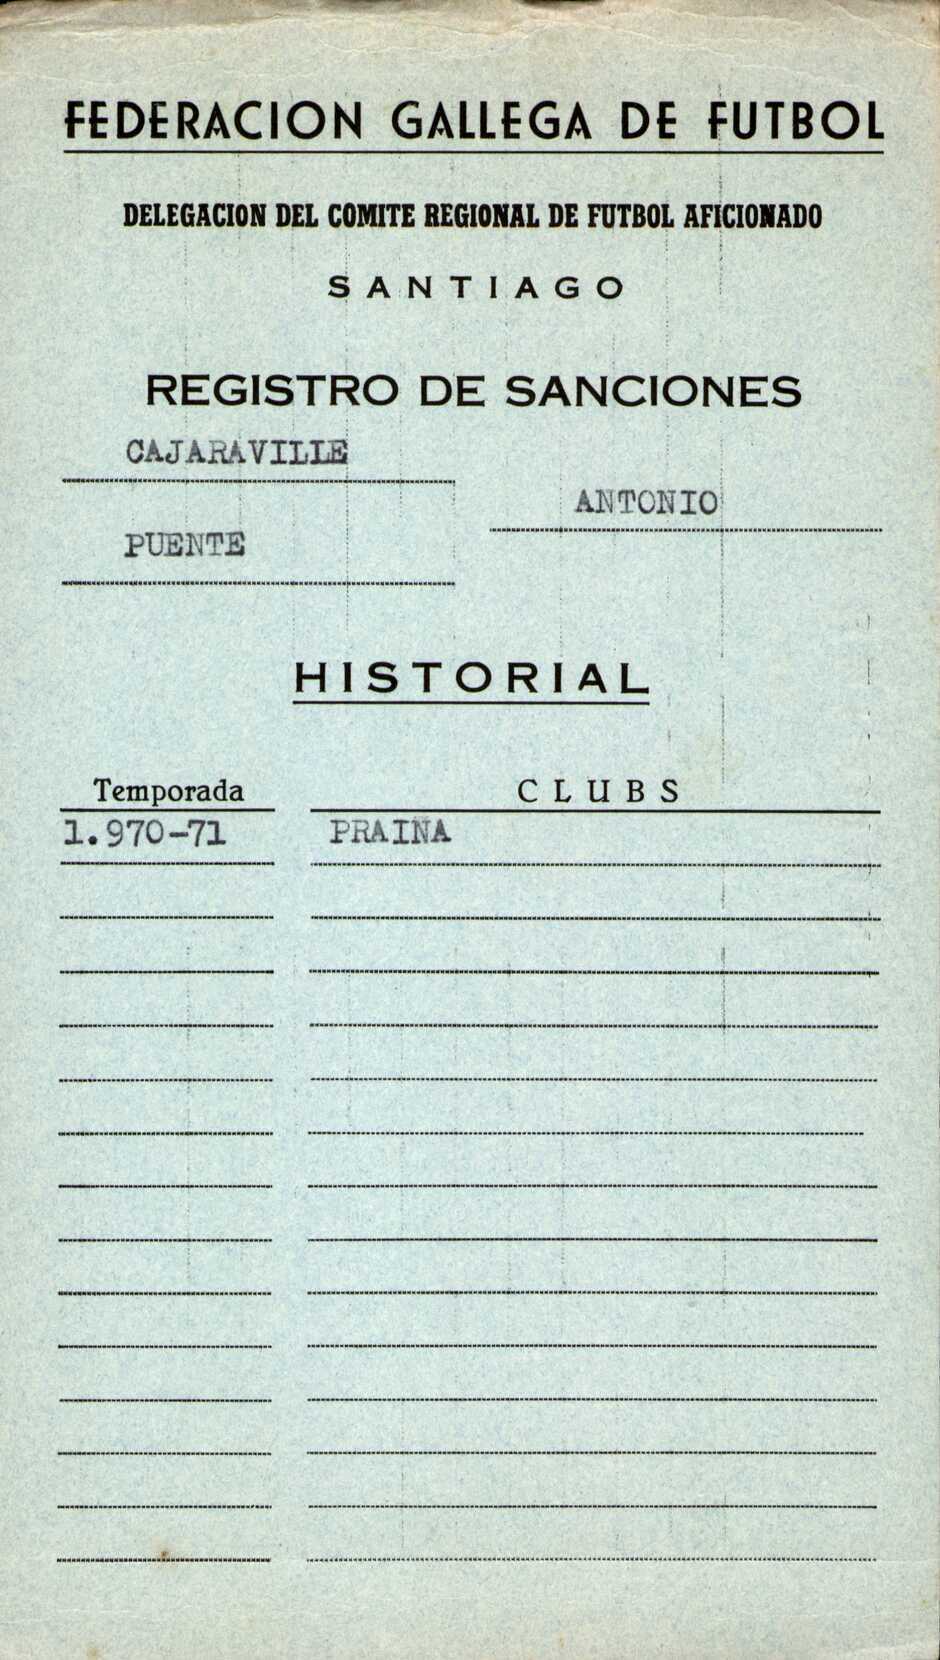 FEDERACION GALLEGA DE FUTBOL
DELEGACION DEL COMITE REGIONAL DE FUTBOL AFICIONADO
SANTIAGO
REGISTRO DE SANCIONES
CAJARAVILLE
ANTONIO
PUENTE
HISTORIAL
Temporada CLUBS
1.970-71 PRAIÑA